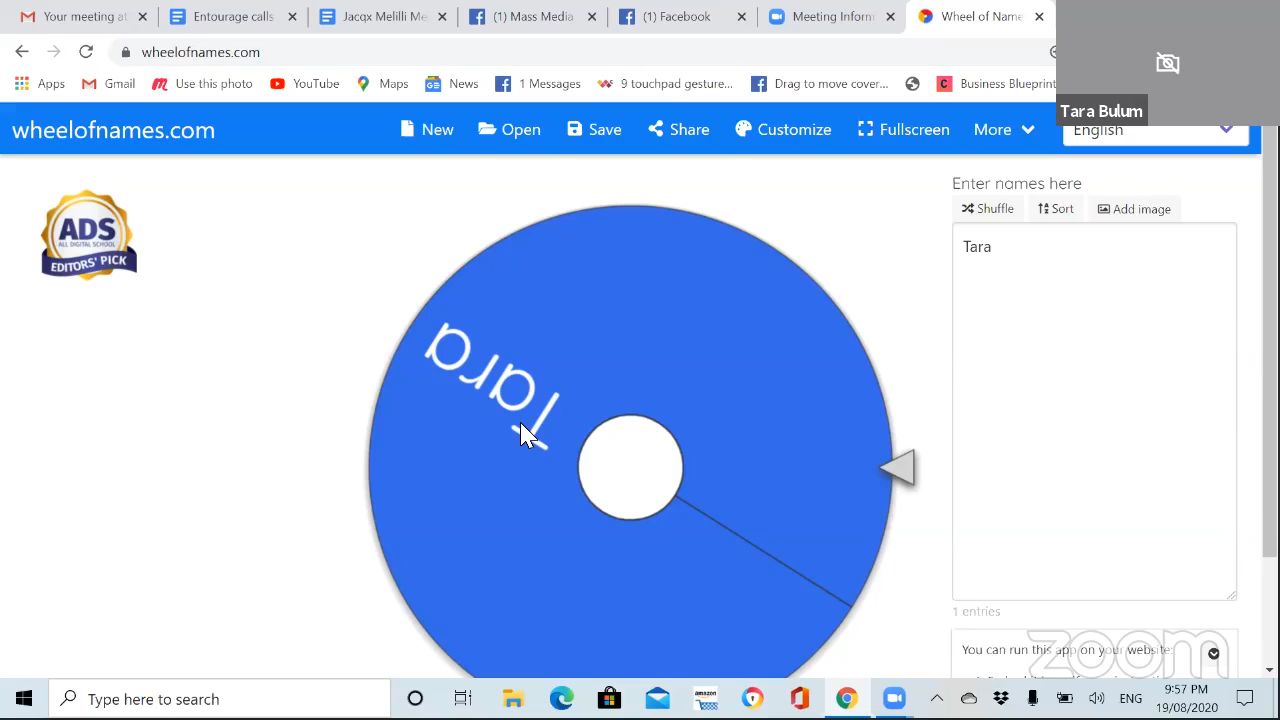 Your meeting at
Entourage calls
Jacqx Melilli Me
(1) Mass Media
(1) Facebook
Meeting Inform
Wheel of Name
wheelofnames.com
Apps
Gmail
Use this photo
YouTube
Maps
News
1 Messages
9 touchpad gesture...
Drag to move cover...
Business Blueprint
Tara Bulum
wheelofnames.com
New
Open
Save
Share
Customize
Fullscreen
More
English
ADS
ALL DIGITAL SCHOOL
EDITORS' PICK
Enter names here
Shuffle
Sort
Add image
Tara
Tara
1 entries
You can run this app on your website:
zoom
Type here to search
amazon
ENG
9:57 PM
19/08/2020